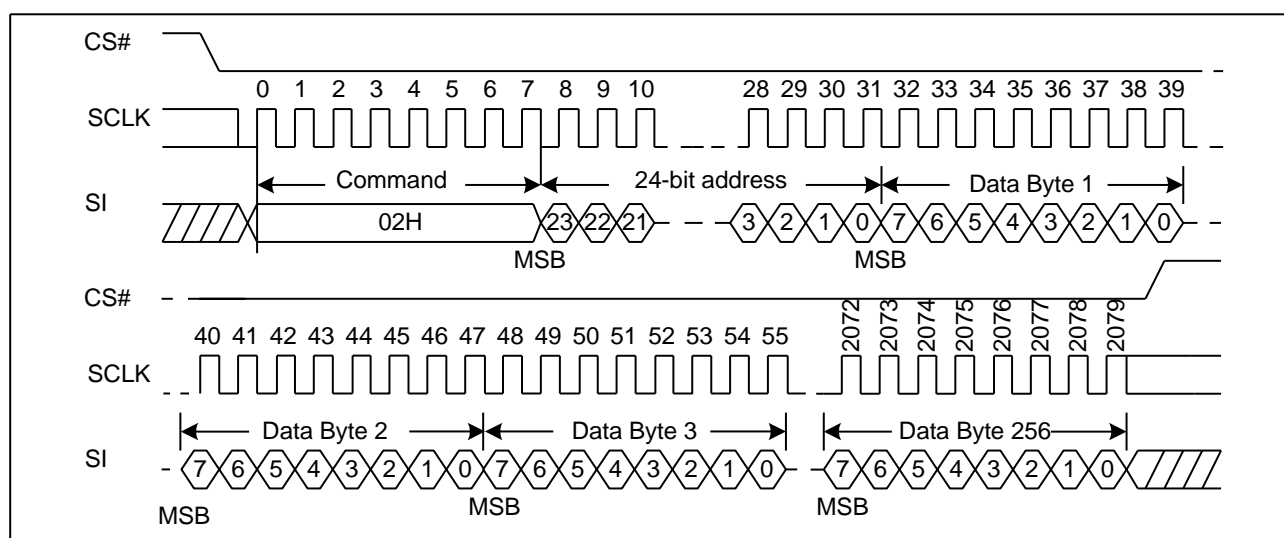 CS#
0 1 2 3 4 5 6 7 8 9 10 28 29 30 31 32 33 34 35 36 37 38 39
SCLK
Command 24-bit address Data Byte 1
SI
02H 23 22 21 3 2 1 0 7 6 5 4 3 2 1 0
MSB MSB
CS#
40 41 42 43 44 45 46 47 48 49 50 51 52 53 54 55 2072 2073 2074 2075 2076 2077 2078 2079
SCLK
Data Byte 2 Data Byte 3 Data Byte 256
SI
7 6 5 4 3 2 1 0 7 6 5 4 3 2 1 0 7 6 5 4 3 2 1 0
MSB MSB MSB